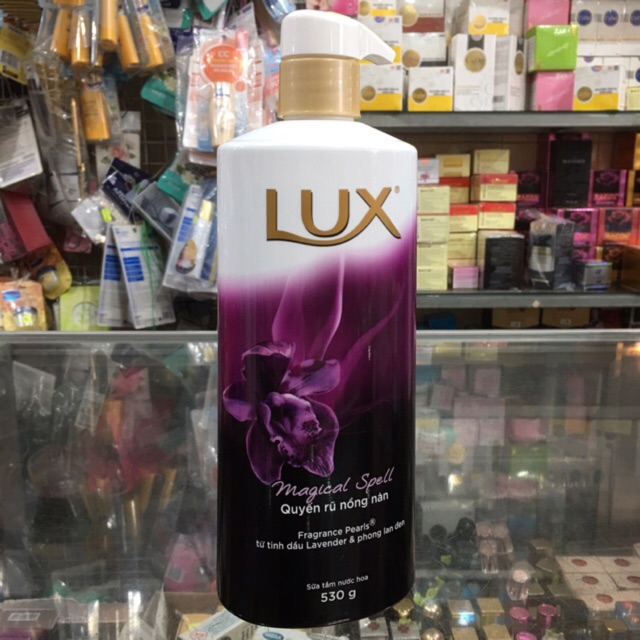 LUX®
Magical Spell
Quyến rũ nồng nàn
Fragrance Pearls®
từ tinh dầu Lavender & phong lan đen
Sữa tắm nước hoa
530 g